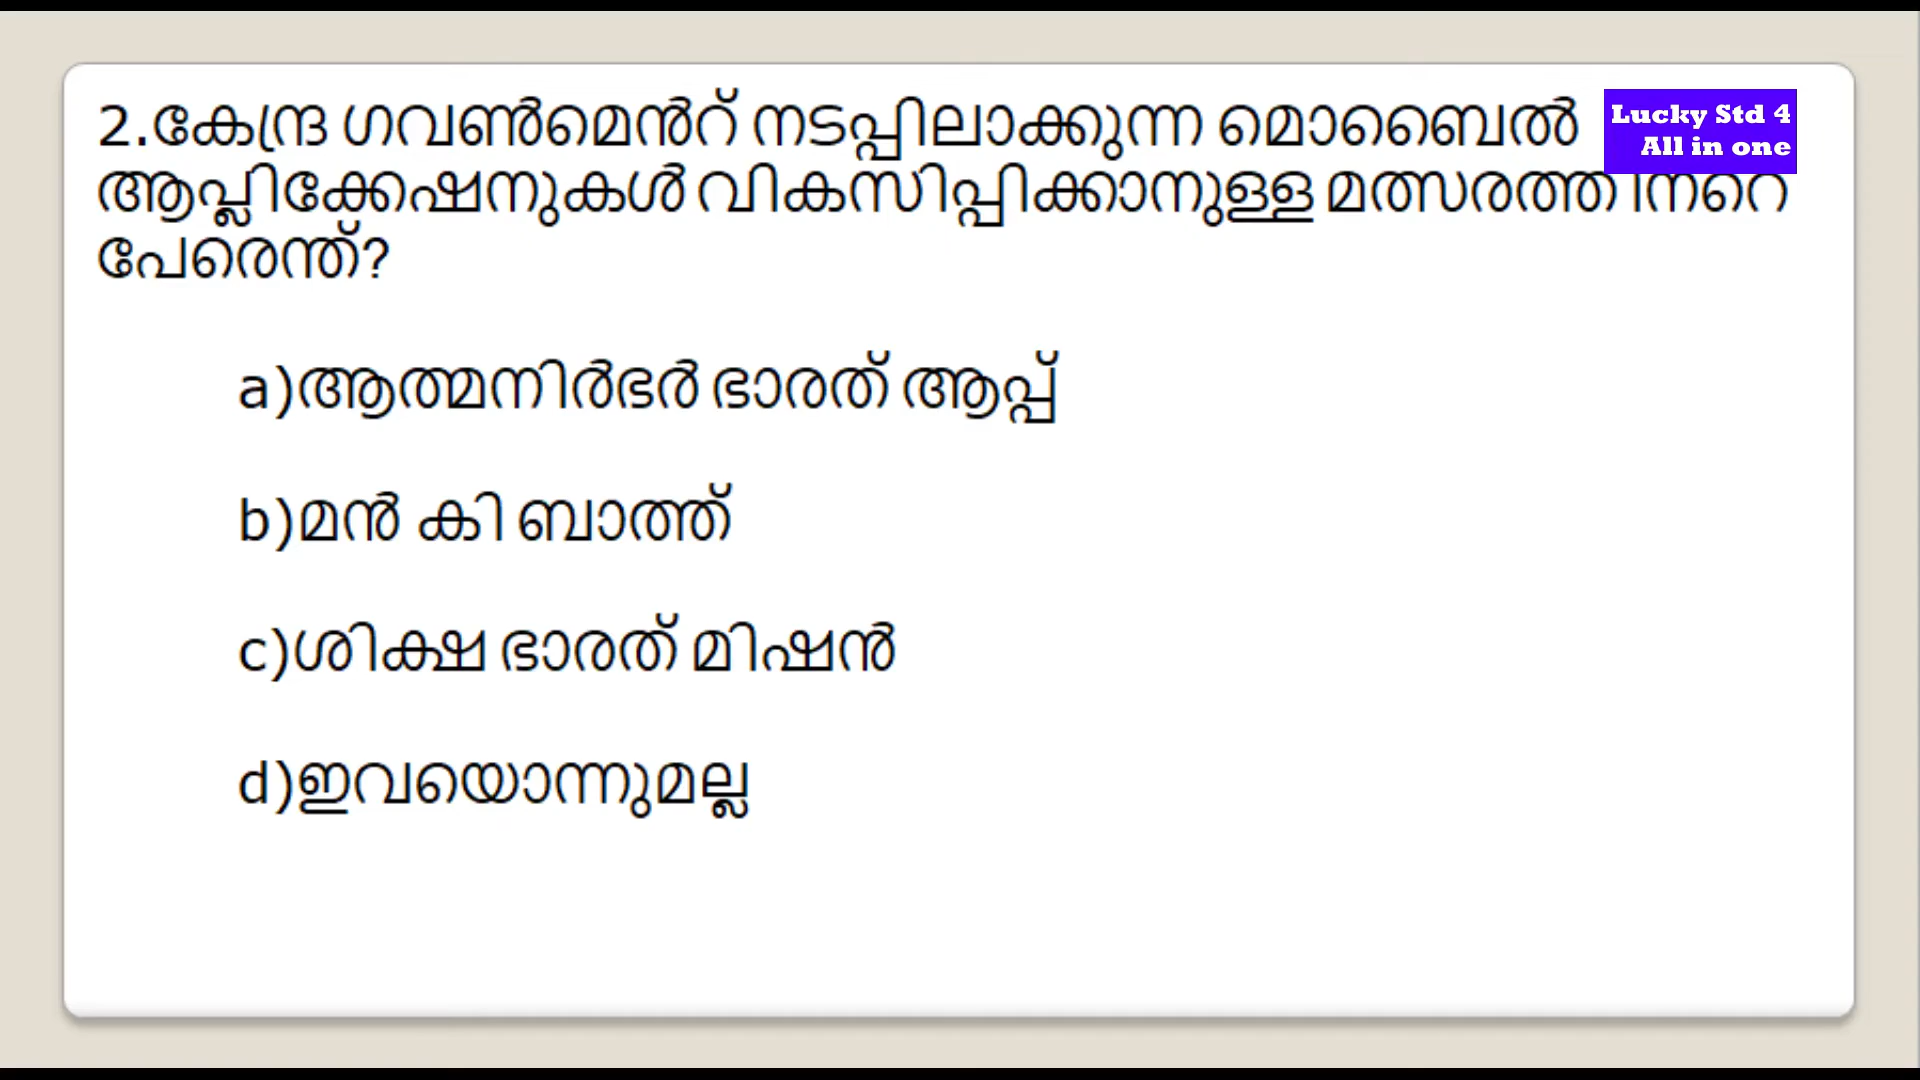 2.കേന്ദ്ര ഗവൺമെൻറ് നടപ്പിലാക്കുന്ന മൊബൈൽ
Lucky Std 4
All in one
ആപ്ലിക്കേഷനുകൾ വികസിപ്പിക്കാനുള്ള മത്സരത്തിൻറെ
പേരെന്ത്?
a)ആത്മനിർഭർ ഭാരത് ആപ്പ്
b)മൻ കി ബാത്ത്
c)ശിക്ഷ ഭാരത് മിഷൻ
d)ഇവയൊന്നുമല്ല